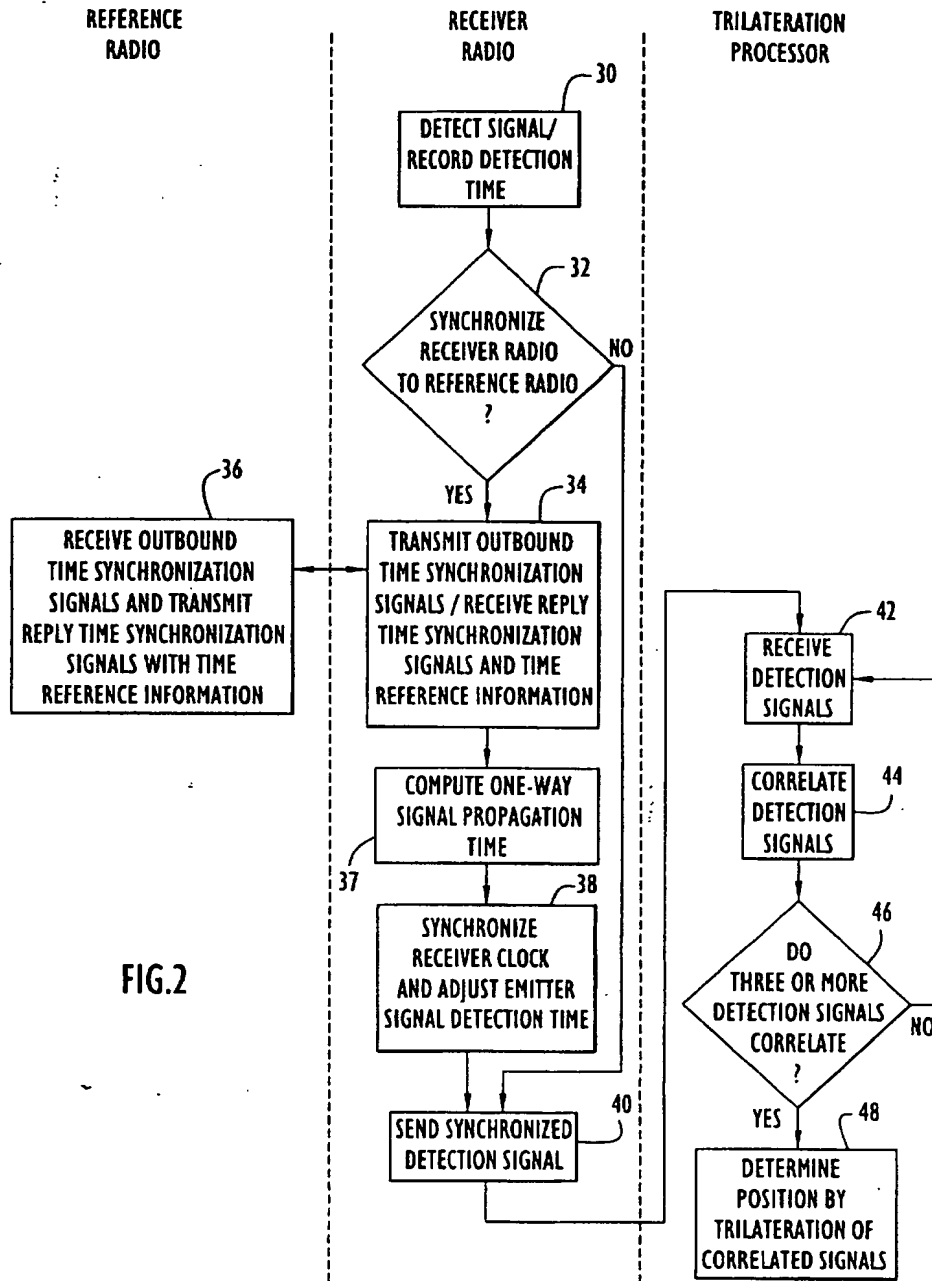 REFERENCE
RADIO
RECEIVER
RADIO
TRILATERATION
PROCESSOR
30
DETECT SIGNAL/
RECORD DETECTION
TIME
32
SYNCHRONIZE
RECEIVER RADIO
TO REFERENCE RADIO
?
NO
YES
36
RECEIVE OUTBOUND
TIME SYNCHRONIZATION
SIGNALS AND TRANSMIT
REPLY TIME SYNCHRONIZATION
SIGNALS WITH TIME
REFERENCE INFORMATION
34
TRANSMIT OUTBOUND
TIME SYNCHRONIZATION
SIGNALS / RECEIVE REPLY
TIME SYNCHRONIZATION
SIGNALS AND TIME
REFERENCE INFORMATION
COMPUTE ONE-WAY
SIGNAL PROPAGATION
TIME
37
38
SYNCHRONIZE
RECEIVER CLOCK
AND ADJUST EMITTER
SIGNAL DETECTION TIME
40
SEND SYNCHRONIZED
DETECTION SIGNAL
42
RECEIVE
DETECTION
SIGNALS
44
CORRELATE
DETECTION
SIGNALS
46
DO
THREE OR MORE
DETECTION SIGNALS
CORRELATE
?
NO
YES
48
DETERMINE
POSITION BY
TRILATERATION OF
CORRELATED SIGNALS
FIG.2